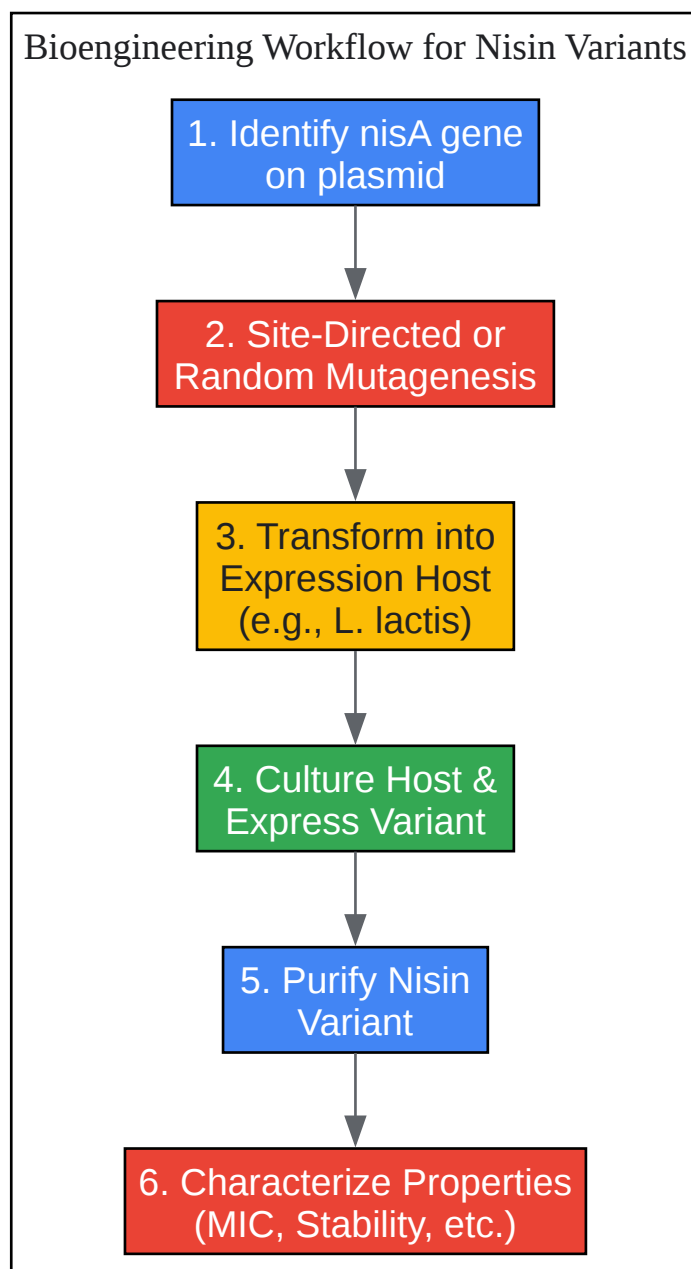 Bioengineering Workflow for Nisin Variants
1. Identify nisA gene
on plasmid
2. Site-Directed or
Random Mutagenesis
3. Transform into
Expression Host
(e.g., L. lactis)
4. Culture Host &
Express Variant
5. Purify Nisin
Variant
6. Characterize Properties
(MIC, Stability, etc.)